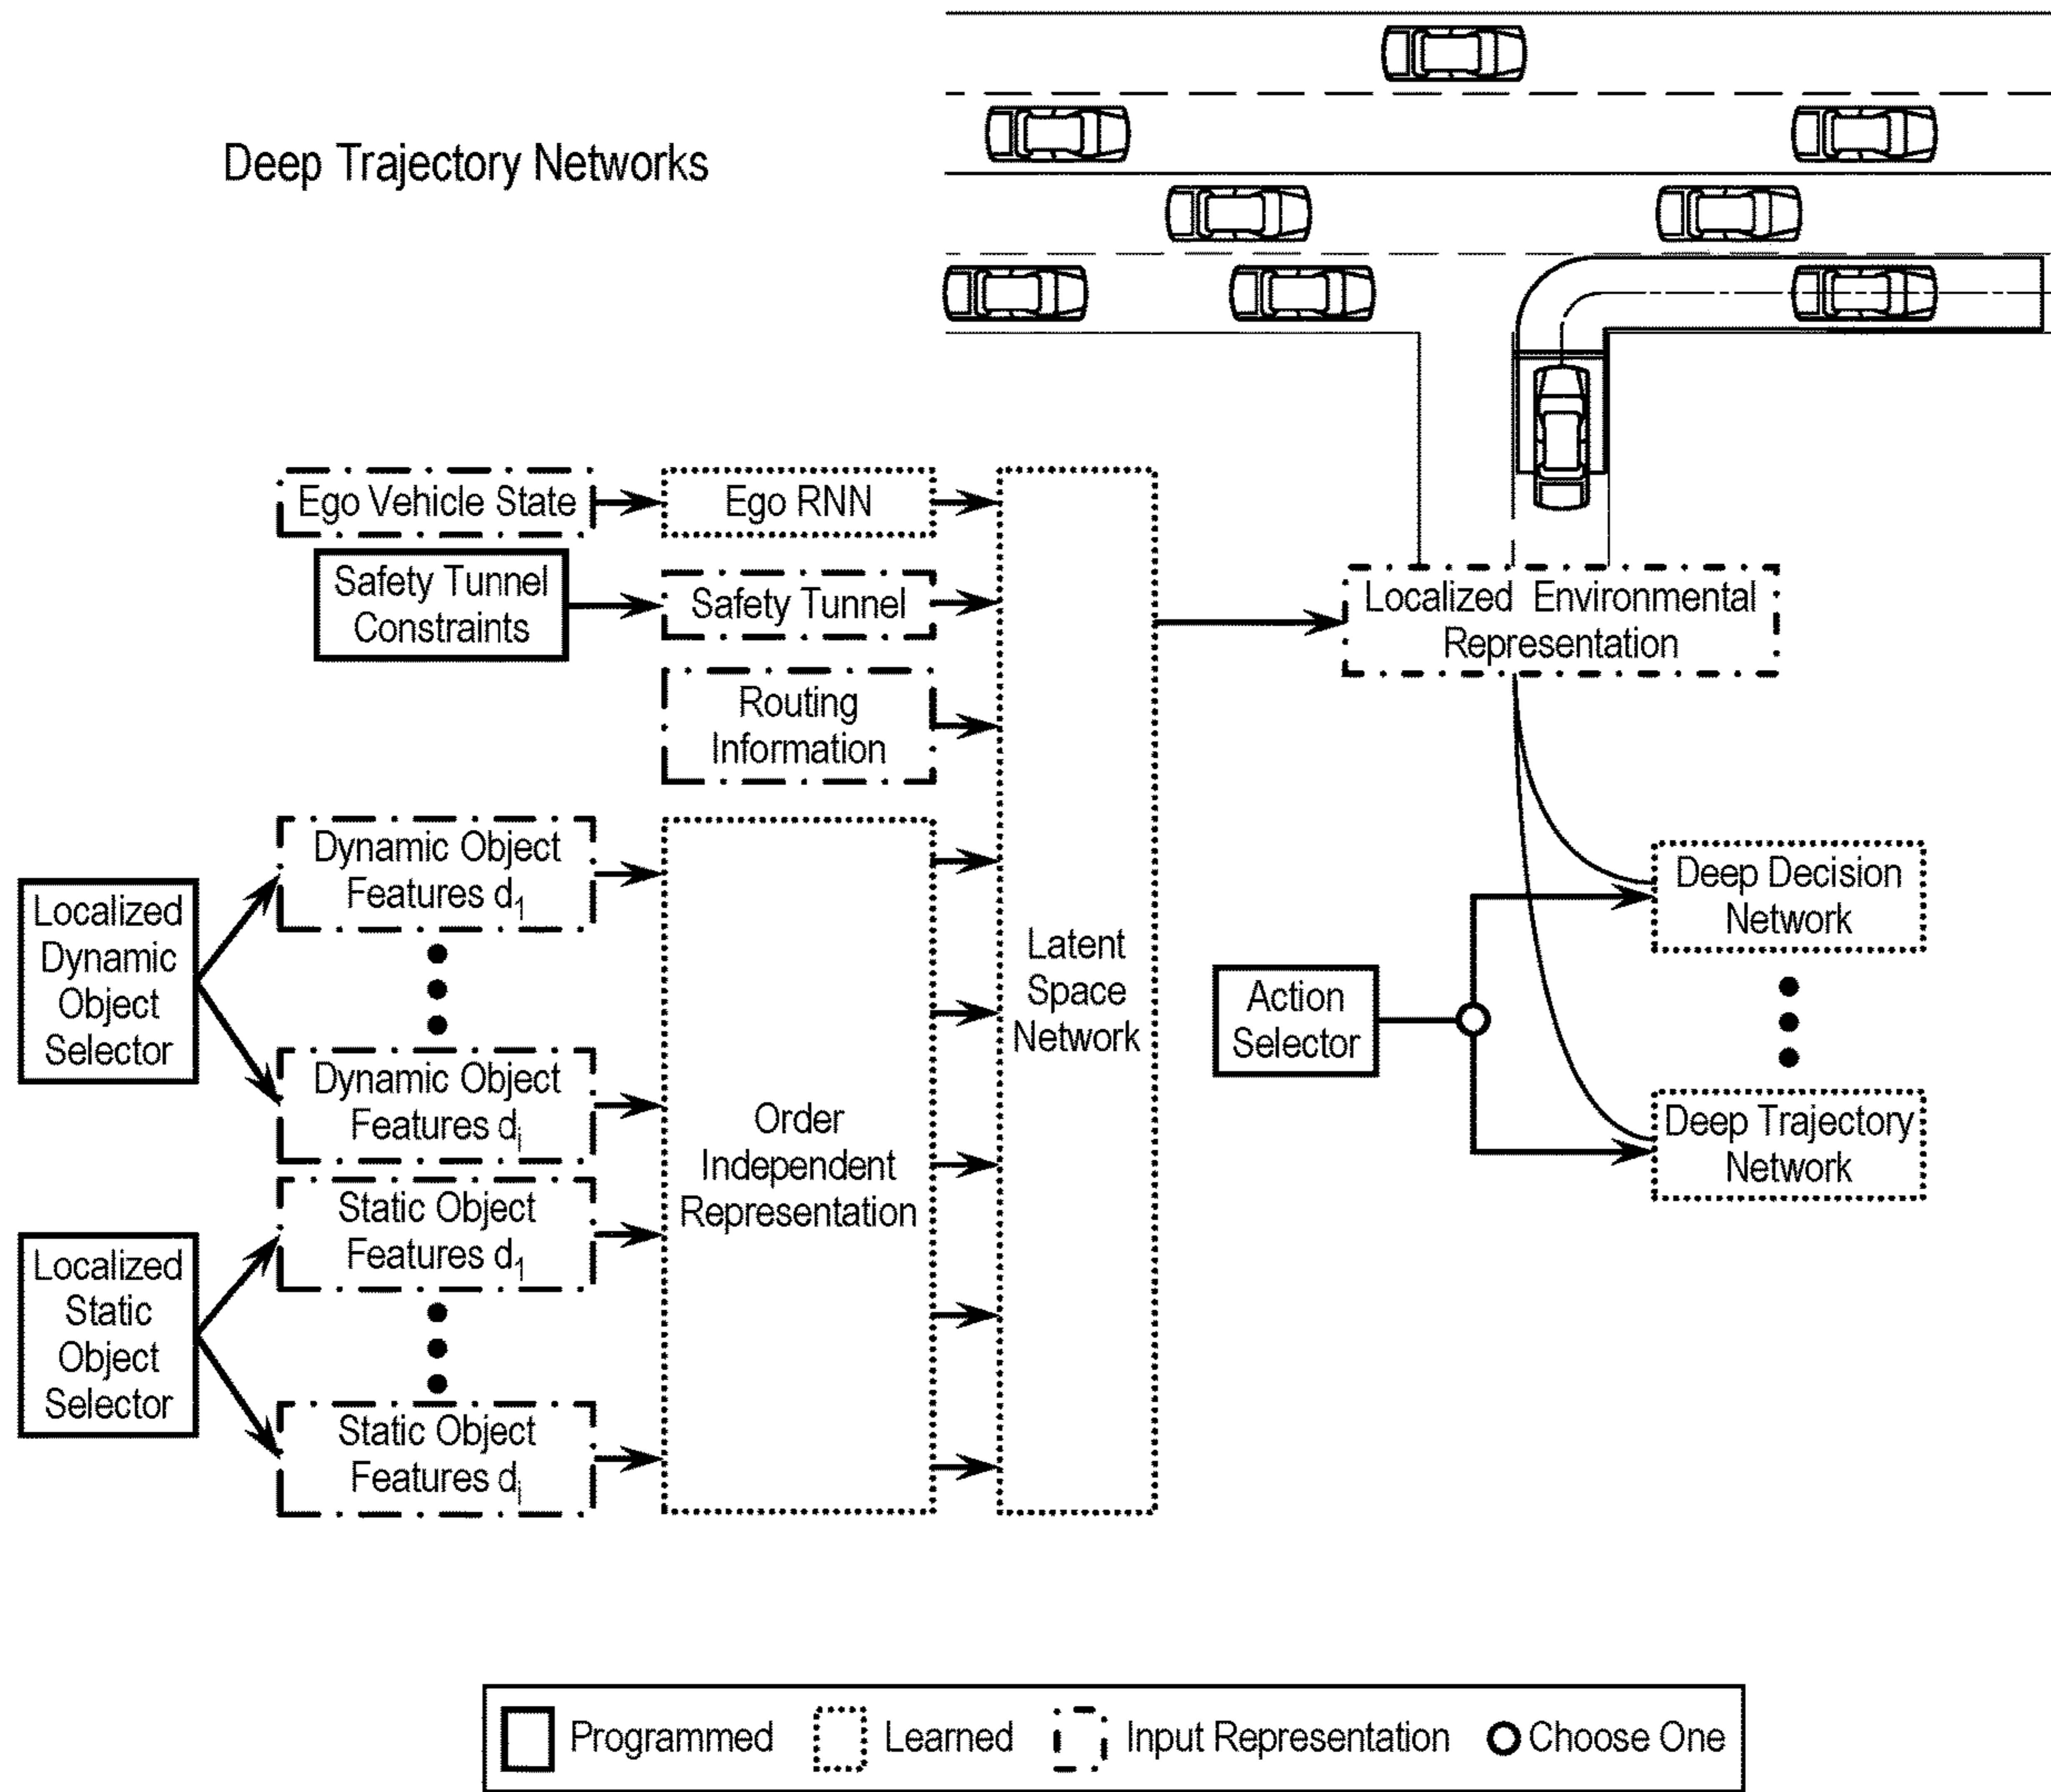 Deep Trajectory Networks
Ego Vehicle State
Ego RNN
Safety Tunnel
Constraints
Safety Tunnel
Routing
Information
Localized Environmental
Representation
Localized
Dynamic
Object
Selector
Dynamic Object
Features d1
Dynamic Object
Features di
Localized
Static
Object
Selector
Static Object
Features d1
Static Object
Features di
Order
Independent
Representation
Latent
Space
Network
Action
Selector
Deep Decision
Network
Deep Trajectory
Network
Programmed
Learned
Input Representation
Choose One